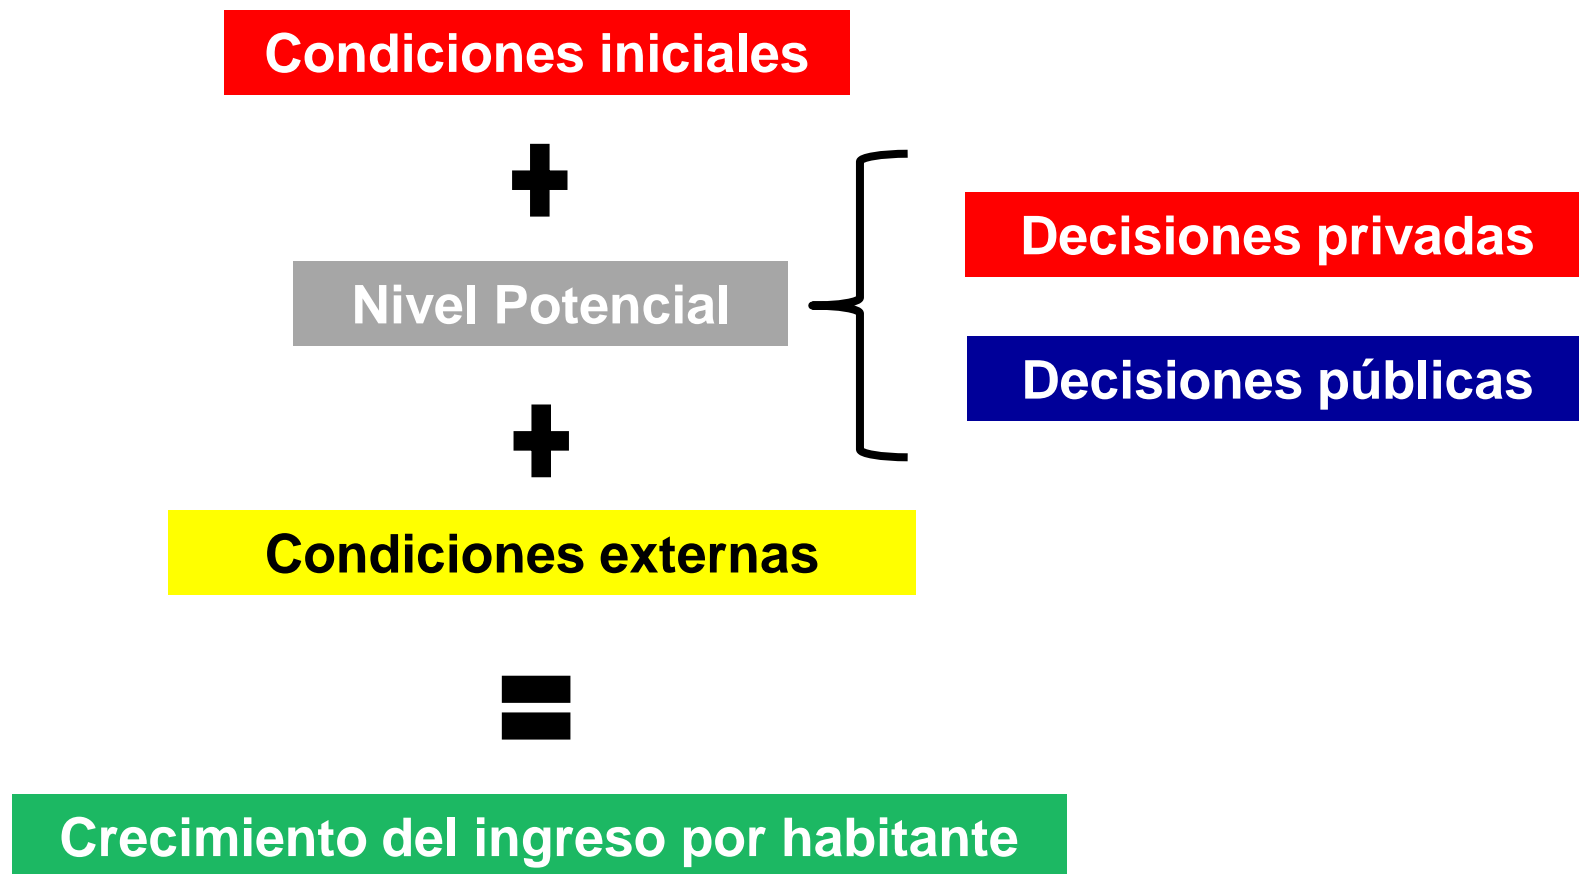 Condiciones iniciales
+
Nivel Potencial
Decisiones privadas
Decisiones públicas
+
Condiciones externas
=
Crecimiento del ingreso por habitante